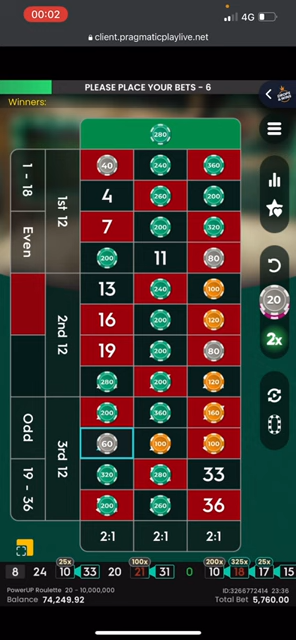 00:02
4G
client.pragmaticplaylive.net
PLEASE PLACE YOUR BETS - 6
Winners:
280
1 - 18
1st 12
40
240
360
4
260
200
7
200
320
Even
200
11
80
2nd 12
13
240
100
16
200
120
20
19
200
80
2x
280
200
120
Odd
3rd 12
200
360
160
60
100
100
19 - 36
320
280
33
200
260
36
2:1
2:1
2:1
25x
100x
200x
325x
25x
8
24
10
33
20
21
31
0
10
18
17
15
PowerUP Roulette 20 - 10,000,000
ID:3266772414 23:36
Balance 74,249.92
Total Bet 5,760.00